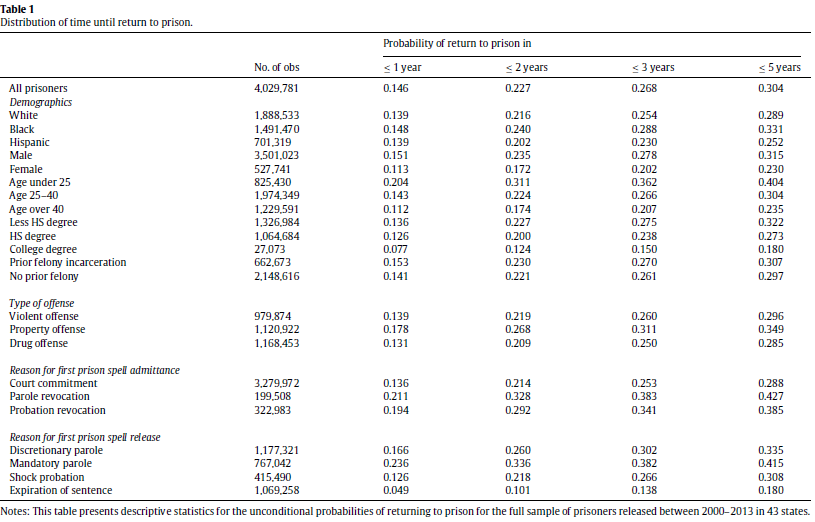 Table 1
Distribution of time until return to prison.
Probability of return to prison in
No. of obs ≤ 1 year ≤ 2 years ≤ 3 years ≤ 5 years
All prisoners 4,029,781 0.146 0.227 0.268 0.304
Demographics
White 1,888,533 0.139 0.216 0.254 0.289
Black 1,491,470 0.148 0.240 0.288 0.331
Hispanic 701,319 0.139 0.202 0.230 0.252
Male 3,501,023 0.151 0.235 0.278 0.315
Female 527,741 0.113 0.172 0.202 0.230
Age under 25 825,430 0.204 0.311 0.362 0.404
Age 25–40 1,974,349 0.143 0.224 0.266 0.304
Age over 40 1,229,591 0.112 0.174 0.207 0.235
Less HS degree 1,326,984 0.136 0.227 0.275 0.322
HS degree 1,064,684 0.126 0.200 0.238 0.273
College degree 27,073 0.077 0.124 0.150 0.180
Prior felony incarceration 662,673 0.153 0.230 0.270 0.307
No prior felony 2,148,616 0.141 0.221 0.261 0.297
Type of offense
Violent offense 979,874 0.139 0.219 0.260 0.296
Property offense 1,120,922 0.178 0.268 0.311 0.349
Drug offense 1,168,453 0.131 0.209 0.250 0.285
Reason for first prison spell admittance
Court commitment 3,279,972 0.136 0.214 0.253 0.288
Parole revocation 199,508 0.211 0.328 0.383 0.427
Probation revocation 322,983 0.194 0.292 0.341 0.385
Reason for first prison spell release
Discretionary parole 1,177,321 0.166 0.260 0.302 0.335
Mandatory parole 767,042 0.236 0.336 0.382 0.415
Shock probation 415,490 0.126 0.218 0.266 0.308
Expiration of sentence 1,069,258 0.049 0.101 0.138 0.180
Notes: This table presents descriptive statistics for the unconditional probabilities of returning to prison for the full sample of prisoners released between 2000–2013 in 43 states.